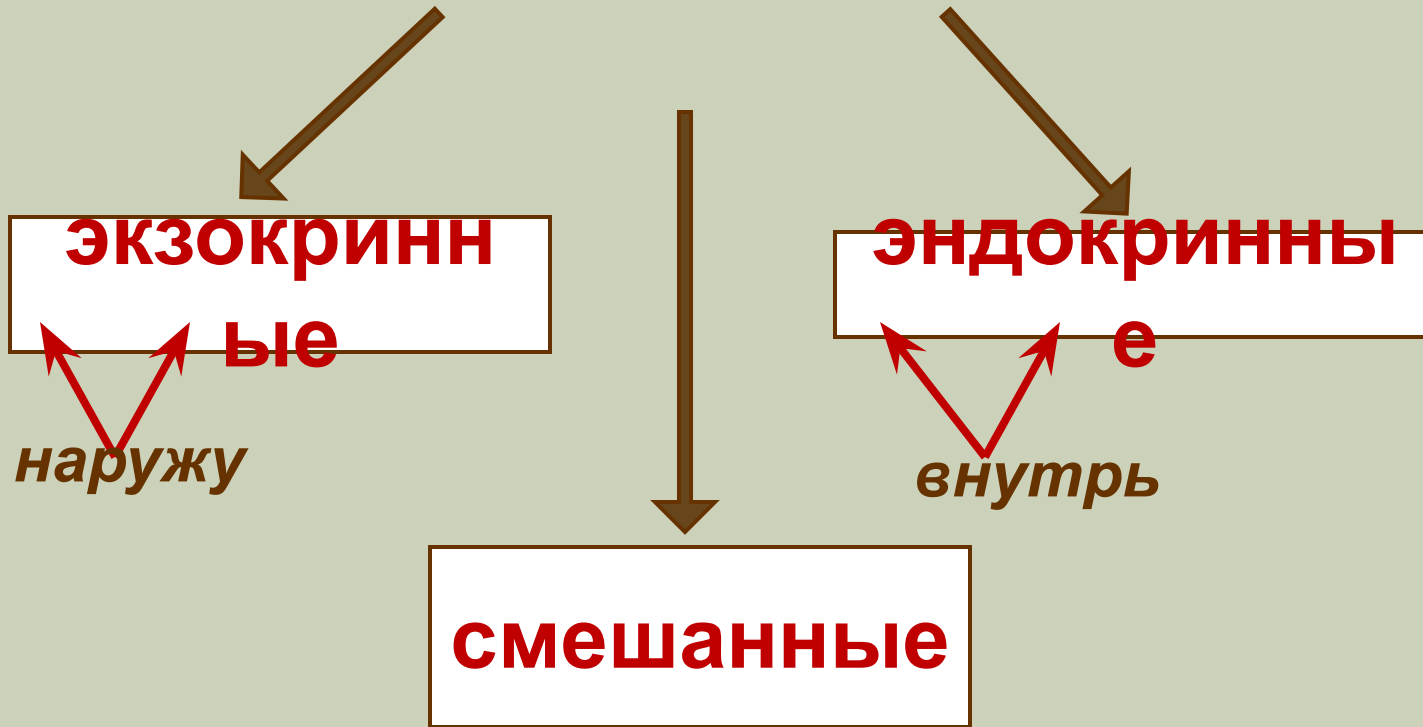 экзокринн
ые
эндокринны
е
наружу
внутрь
смешанные